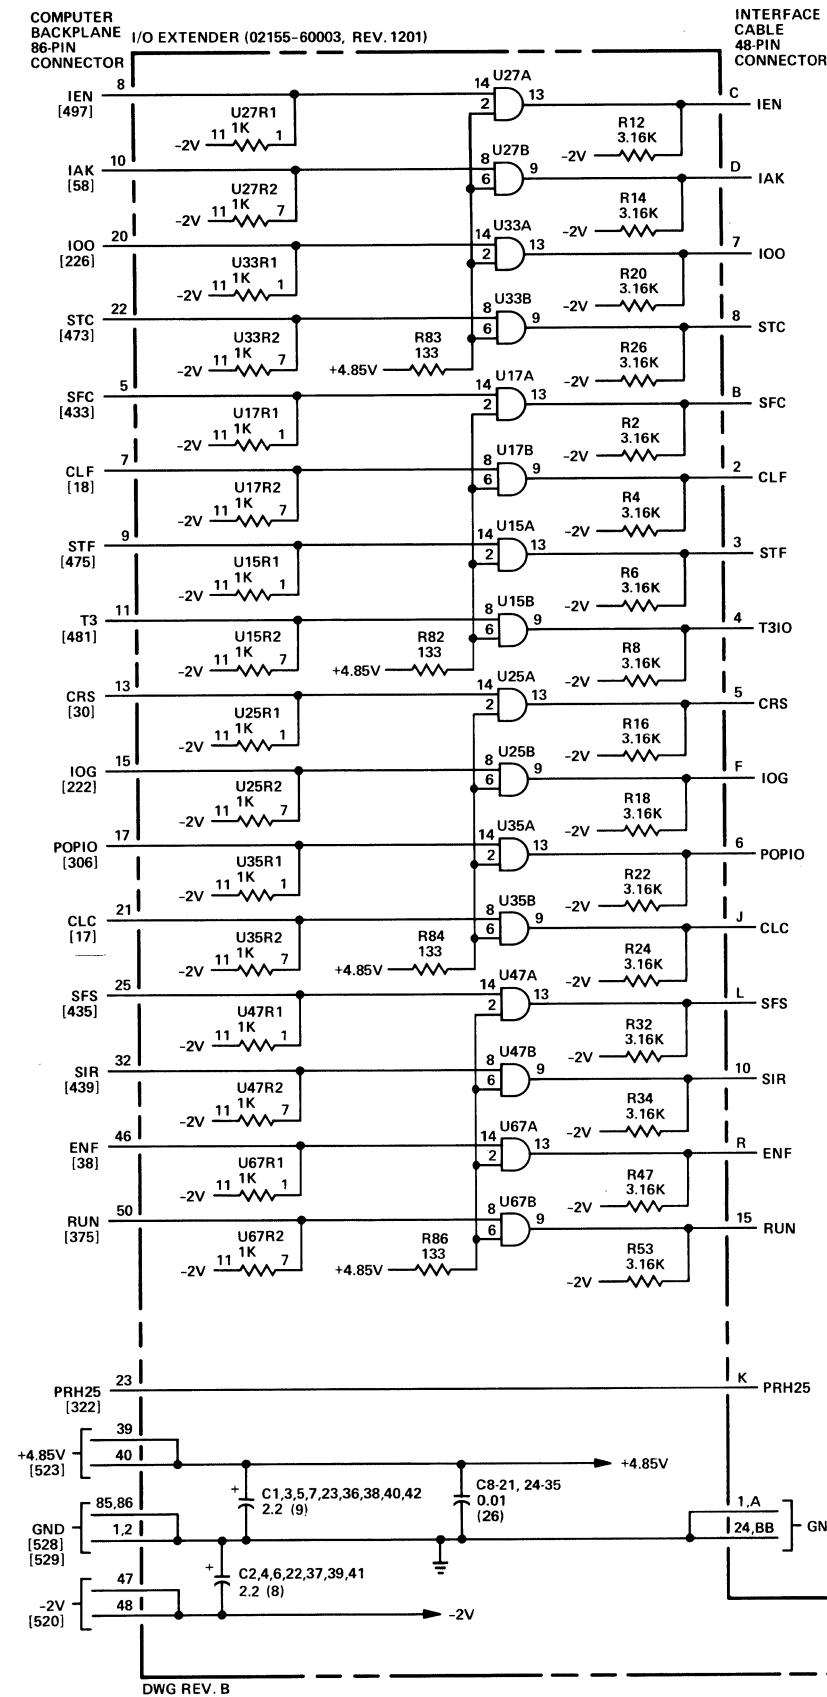 COMPUTER
BACKPLANE
86-PIN
CONNECTOR
I/O EXTENDER (02155-60003, REV. 1201)
INTERFACE
CABLE
48-PIN
CONNECTOR
8
IEN
[497]
U27R1
1K
-2V 11 1
14
2
U27A
13
R12
3.16K
-2V
C
IEN
10
IAK
[58]
U27R2
1K
-2V 11 7
8
6
U27B
9
R14
3.16K
-2V
D
IAK
20
IOO
[226]
U33R1
1K
-2V 11 1
14
2
U33A
13
R20
3.16K
-2V
7
IOO
22
STC
[473]
U33R2
1K
-2V 11 7
R83
133
+4.85V
8
6
U33B
9
R26
3.16K
-2V
8
STC
5
SFC
[433]
U17R1
1K
-2V 11 1
14
2
U17A
13
R2
3.16K
-2V
B
SFC
7
CLF
[18]
U17R2
1K
-2V 11 7
8
6
U17B
9
R4
3.16K
-2V
2
CLF
9
STF
[475]
U15R1
1K
-2V 11 1
14
2
U15A
13
R6
3.16K
-2V
3
STF
11
T3
[481]
U15R2
1K
-2V 11 7
R82
133
+4.85V
8
6
U15B
9
R8
3.16K
-2V
4
T3IO
13
CRS
[30]
U25R1
1K
-2V 11 1
14
2
U25A
13
R16
3.16K
-2V
5
CRS
15
IOG
[222]
U25R2
1K
-2V 11 7
8
6
U25B
9
R18
3.16K
-2V
F
IOG
17
POPIO
[306]
U35R1
1K
-2V 11 1
14
2
U35A
13
R22
3.16K
-2V
6
POPIO
21
CLC
[17]
U35R2
1K
-2V 11 7
R84
133
+4.85V
8
6
U35B
9
R24
3.16K
-2V
J
CLC
25
SFS
[435]
U47R1
1K
-2V 11 1
14
2
U47A
13
R32
3.16K
-2V
L
SFS
32
SIR
[439]
U47R2
1K
-2V 11 7
8
6
U47B
9
R34
3.16K
-2V
10
SIR
46
ENF
[38]
U67R1
1K
-2V 11 1
14
2
U67A
13
R47
3.16K
-2V
R
ENF
50
RUN
[375]
U67R2
1K
-2V 11 7
R86
133
+4.85V
8
6
U67B
9
R53
3.16K
-2V
15
RUN
23
PRH25
[322]
K
PRH25
39
+4.85V 40
[523]
+4.85V
+ C1,3,5,7,23,36,38,40,42
2.2 (9)
C8-21, 24-35
0.01
(26)
85,86
GND 1,2
[528]
[529]
1,A
24,BB GN
+ C2,4,6,22,37,39,41
2.2 (8)
47
-2V 48
[520]
-2V
DWG REV. B